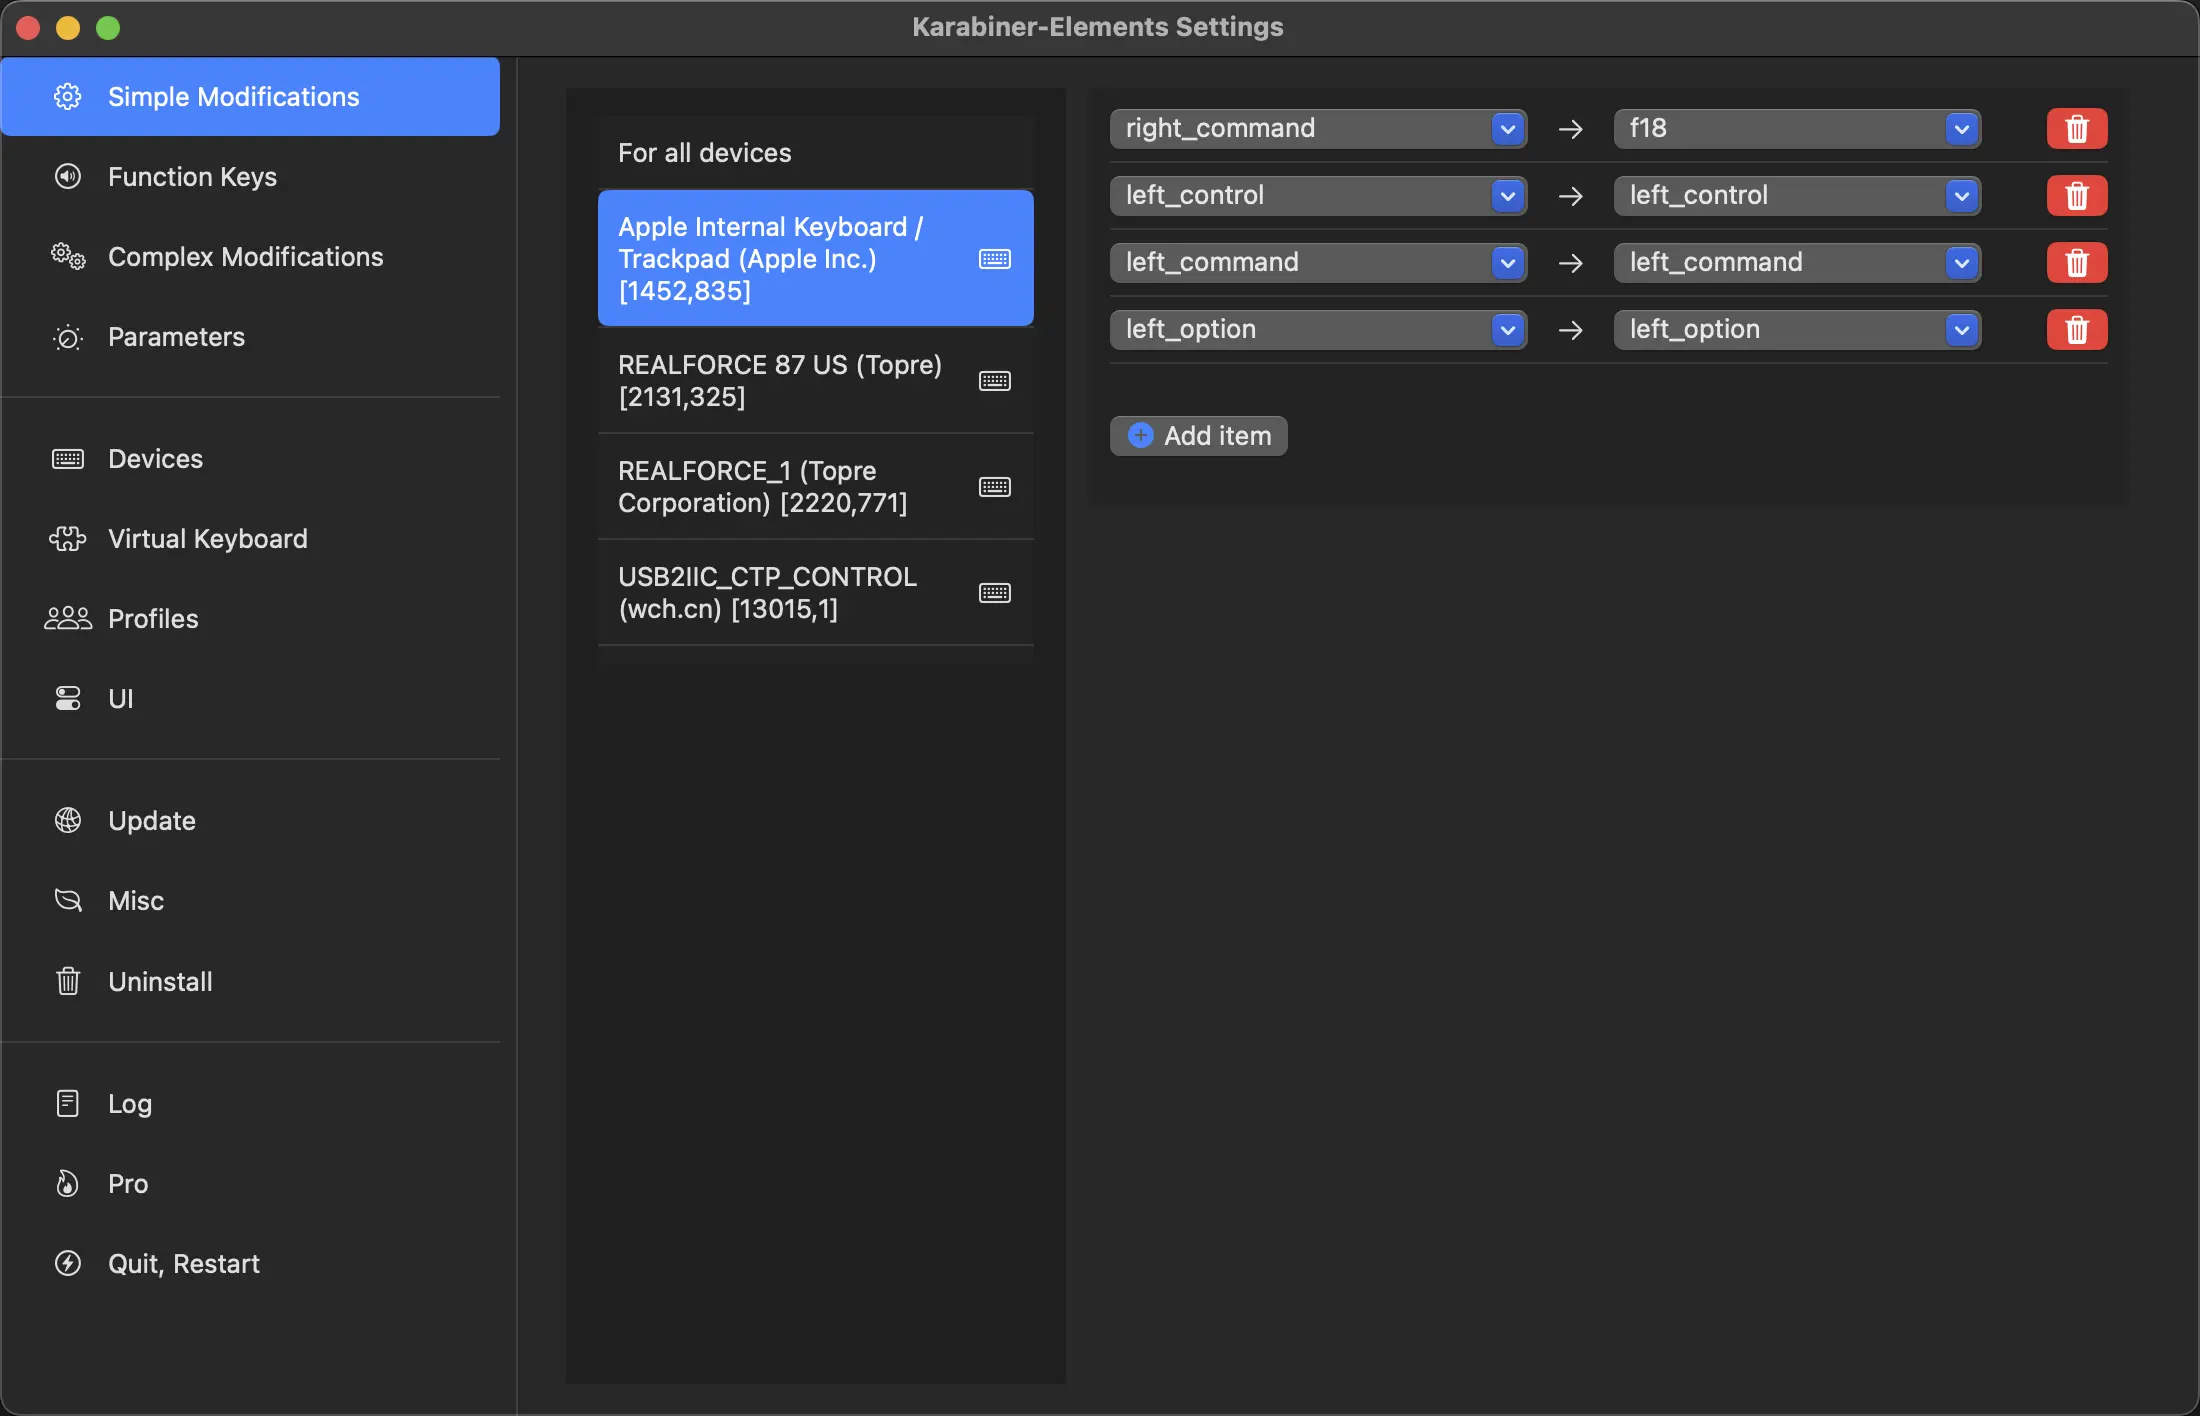 Karabiner-Elements Settings
Simple Modifications
Function Keys
Complex Modifications
Parameters
Devices
Virtual Keyboard
Profiles
UI
Update
Misc
Uninstall
Log
Pro
Quit, Restart
For all devices
Apple Internal Keyboard /
Trackpad (Apple Inc.)
[1452,835]
REALFORCE 87 US (Topre)
[2131,325]
REALFORCE_1 (Topre
Corporation) [2220,771]
USB2IIC_CTP_CONTROL
(wch.cn) [13015,1]
right_command → f18
left_control → left_control
left_command → left_command
left_option → left_option
Add item